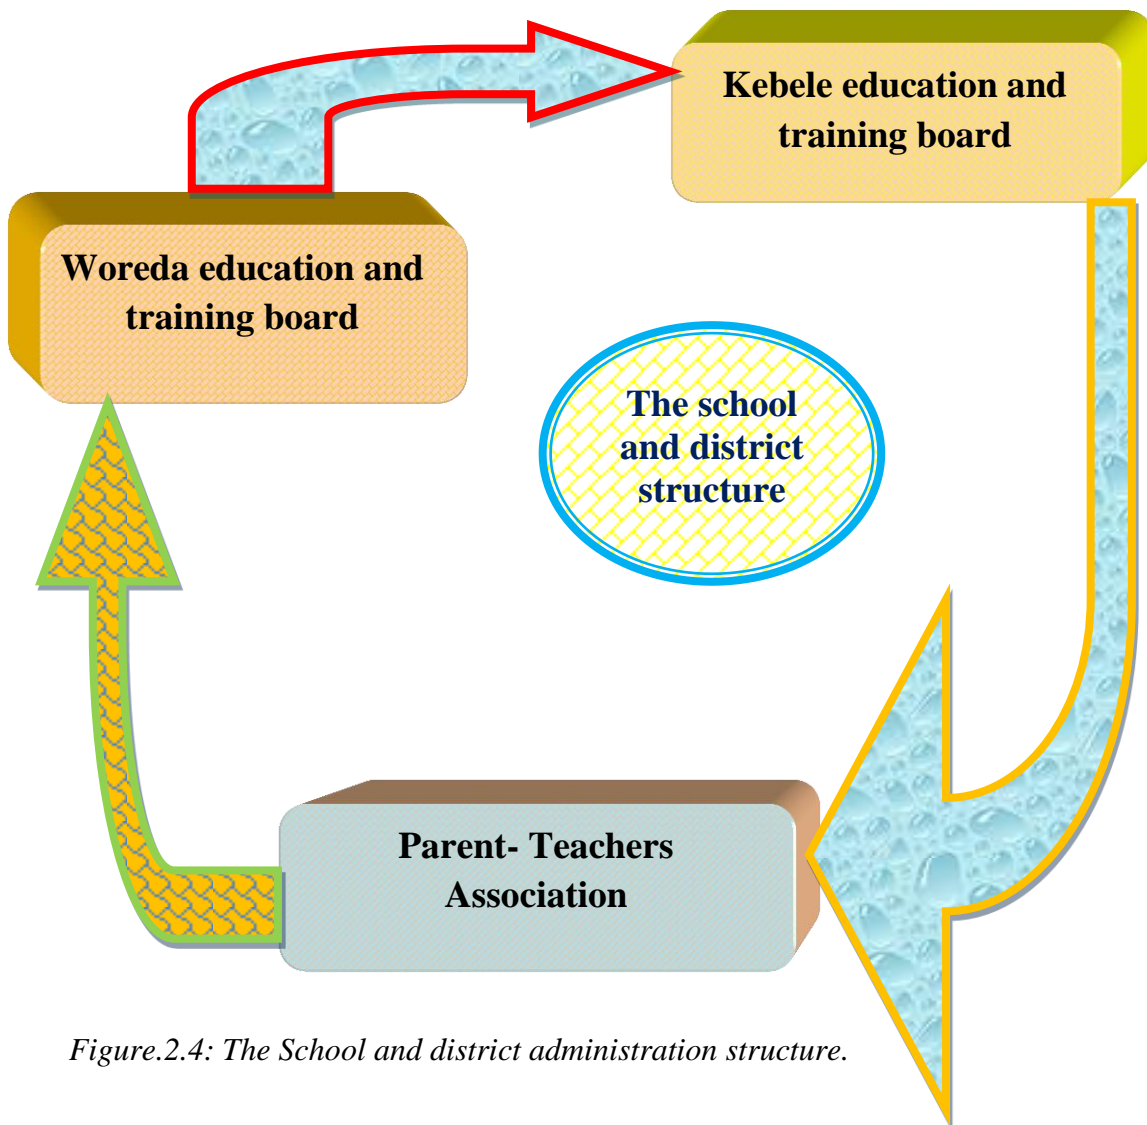 Kebele education and
training board
Woreda education and
training board
The school
and district
structure
Parent- Teachers
Association
Figure.2.4: The School and district administration structure.